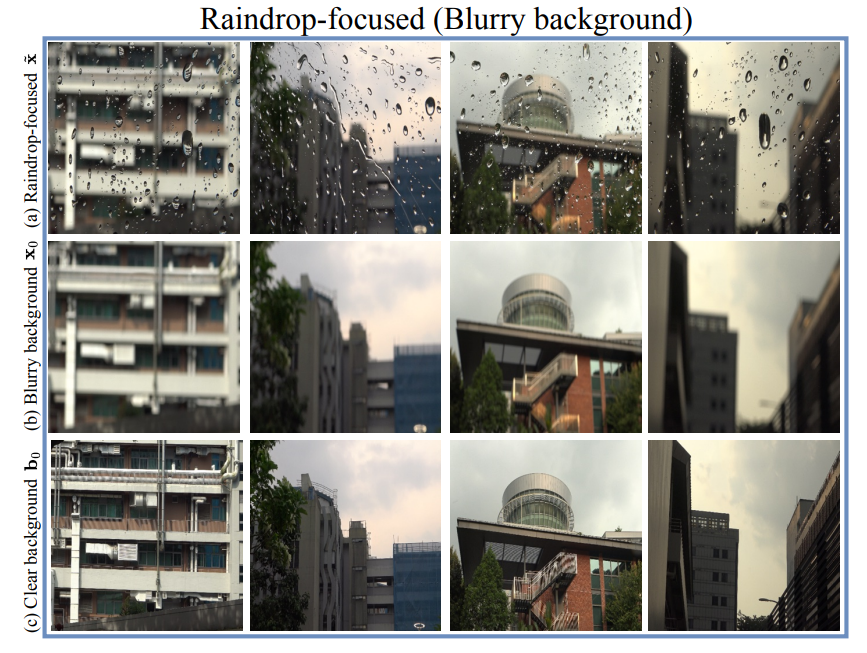 Raindrop-focused (Blurry background)
(a) Raindrop-focused x̃
(b) Blurry background x₀
(c) Clear background b₀